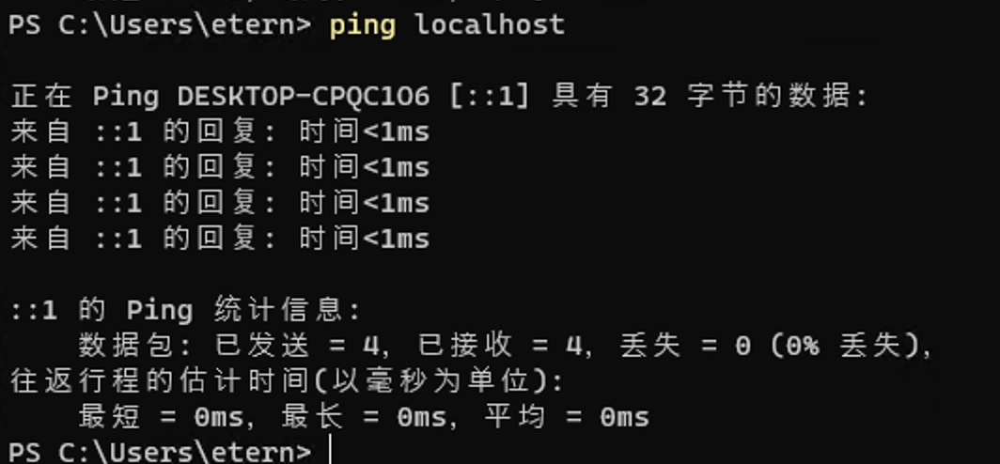 PS C:\Users\etern> ping localhost
正在 Ping DESKTOP-CPQC1O6 [::1] 具有 32 字节的数据:
来自 ::1 的回复: 时间<1ms
来自 ::1 的回复: 时间<1ms
来自 ::1 的回复: 时间<1ms
来自 ::1 的回复: 时间<1ms
::1 的 Ping 统计信息:
数据包: 已发送 = 4, 已接收 = 4, 丢失 = 0 (0% 丢失),
往返行程的估计时间(以毫秒为单位):
最短 = 0ms, 最长 = 0ms, 平均 = 0ms
PS C:\Users\etern>